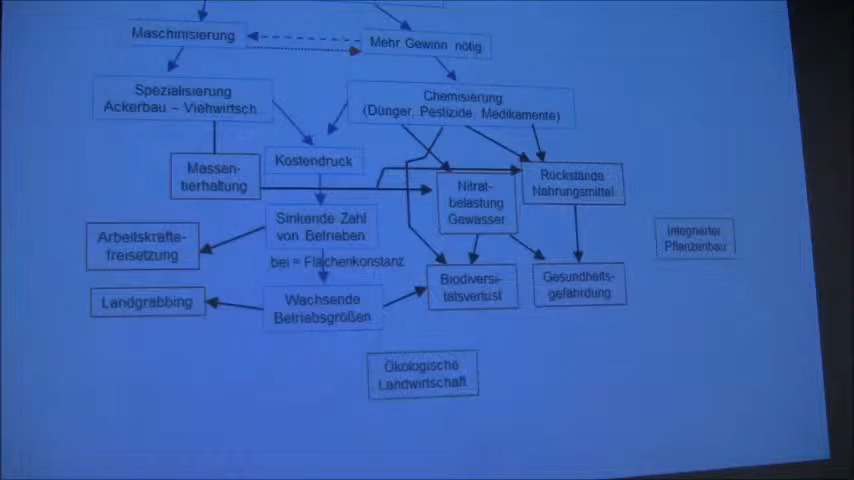 Maschinisierung
Mehr Gewinn nötig
Spezialisierung
Ackerbau – Viehwirtsch.
Chemisierung
(Dünger, Pestizide, Medikamente)
Massen-
tierhaltung
Kostendruck
Nitrat-
belastung
Gewässer
Rückstände
Nahrungsmittel
Arbeitskräfte-
freisetzung
Sinkende Zahl
von Betrieben
Integrierter
Pflanzenbau
bei = Flächenkonstanz
Landgrabbing
Wachsende
Betriebsgrößen
Biodiversi-
tätsverlust
Gesundheits-
gefährdung
Ökologische
Landwirtschaft